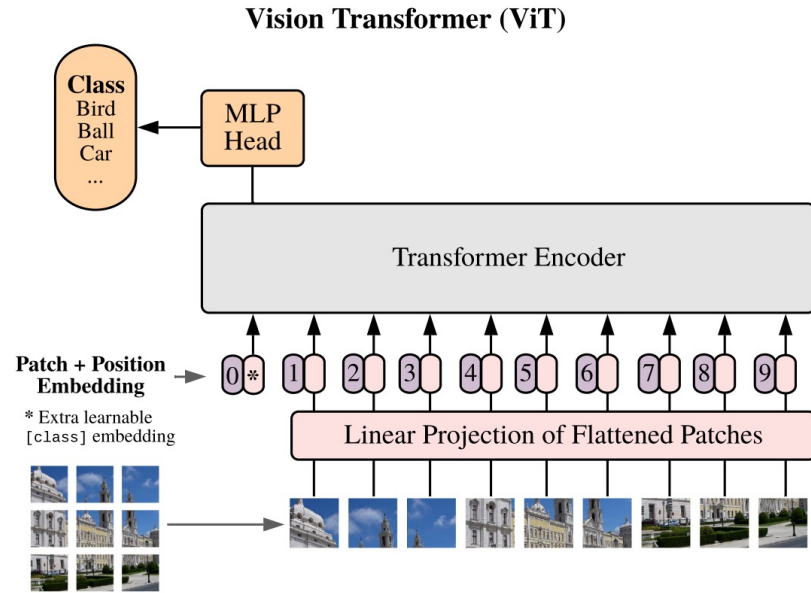 Vision Transformer (ViT)
Class
Bird
Ball
Car
...
MLP
Head
Transformer Encoder
Patch + Position
Embedding
0 * 1 2 3 4 5 6 7 8 9
* Extra learnable
[class] embedding
Linear Projection of Flattened Patches